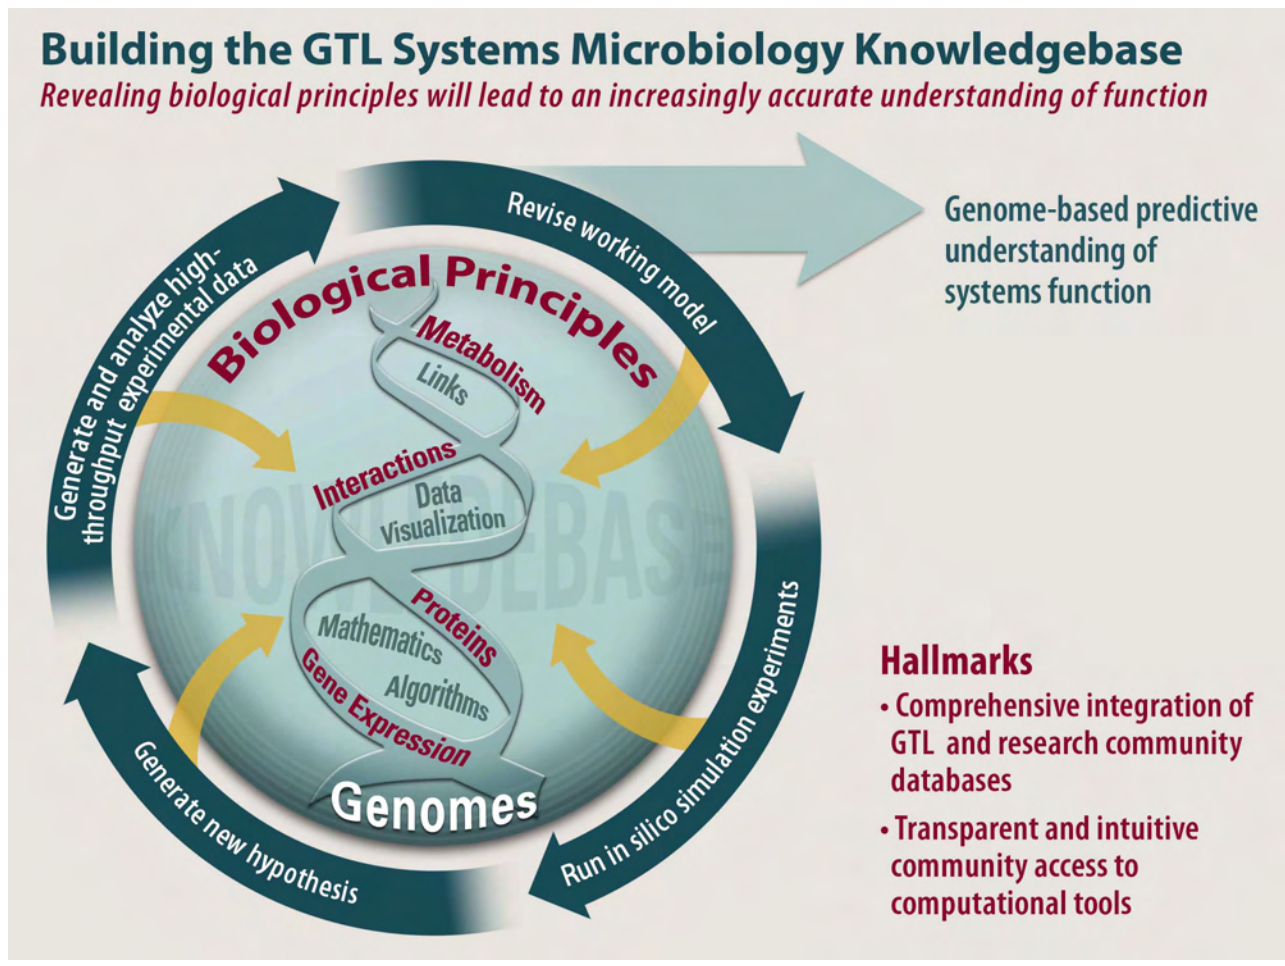 Building the GTL Systems Microbiology Knowledgebase
Revealing biological principles will lead to an increasingly accurate understanding of function
Generate and analyze high-
throughput experimental data
Revise working model
Genome-based predictive
understanding of
systems function
Biological Principles
Metabolism
Links
Interactions
Data
Visualization
KNOWLEDEBASE
Proteins
Mathematics
Algorithms
Gene Expression
Genomes
Generate new hypothesis
Run in silico simulation experiments
Hallmarks
• Comprehensive integration of
GTL and research community
databases
• Transparent and intuitive
community access to
computational tools